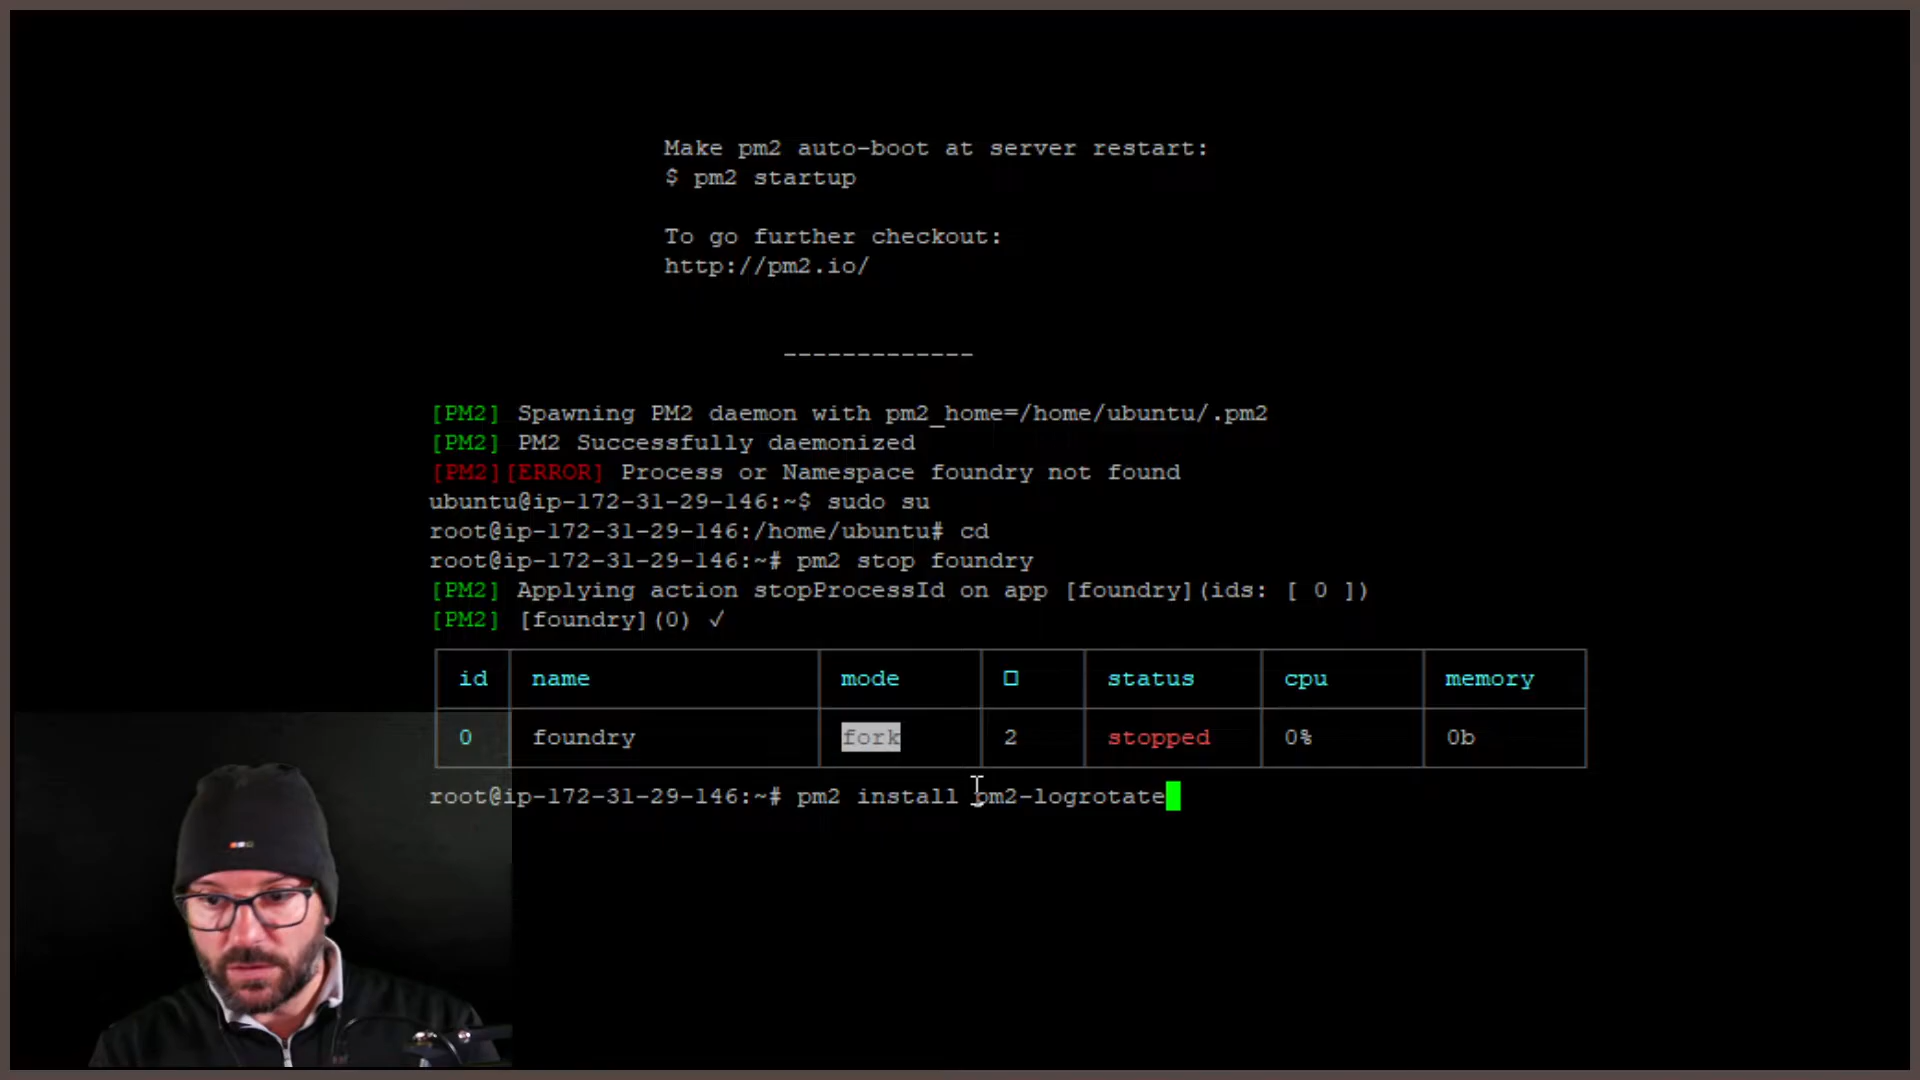 Make pm2 auto-boot at server restart:
$ pm2 startup
To go further checkout:
http://pm2.io/
-------------
[PM2] Spawning PM2 daemon with pm2_home=/home/ubuntu/.pm2
[PM2] PM2 Successfully daemonized
[PM2][ERROR] Process or Namespace foundry not found
ubuntu@ip-172-31-29-146:~$ sudo su
root@ip-172-31-29-146:/home/ubuntu# cd
root@ip-172-31-29-146:~# pm2 stop foundry
[PM2] Applying action stopProcessId on app [foundry](ids: [ 0 ])
[PM2] [foundry](0) ✓
id name mode □ status cpu memory
0 foundry fork 2 stopped 0% 0b
root@ip-172-31-29-146:~# pm2 install pm2-logrotate